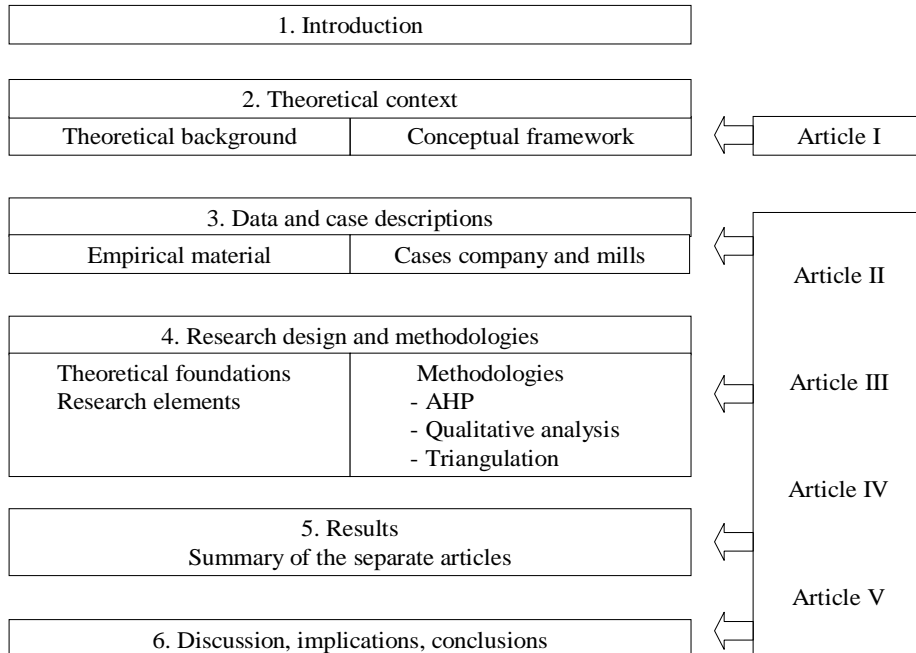 1. Introduction
2. Theoretical context
Theoretical background
Conceptual framework
Article I
3. Data and case descriptions
Empirical material
Cases company and mills
Article II
4. Research design and methodologies
Theoretical foundations
Research elements
Methodologies
- AHP
- Qualitative analysis
- Triangulation
Article III
Article IV
5. Results
Summary of the separate articles
Article V
6. Discussion, implications, conclusions